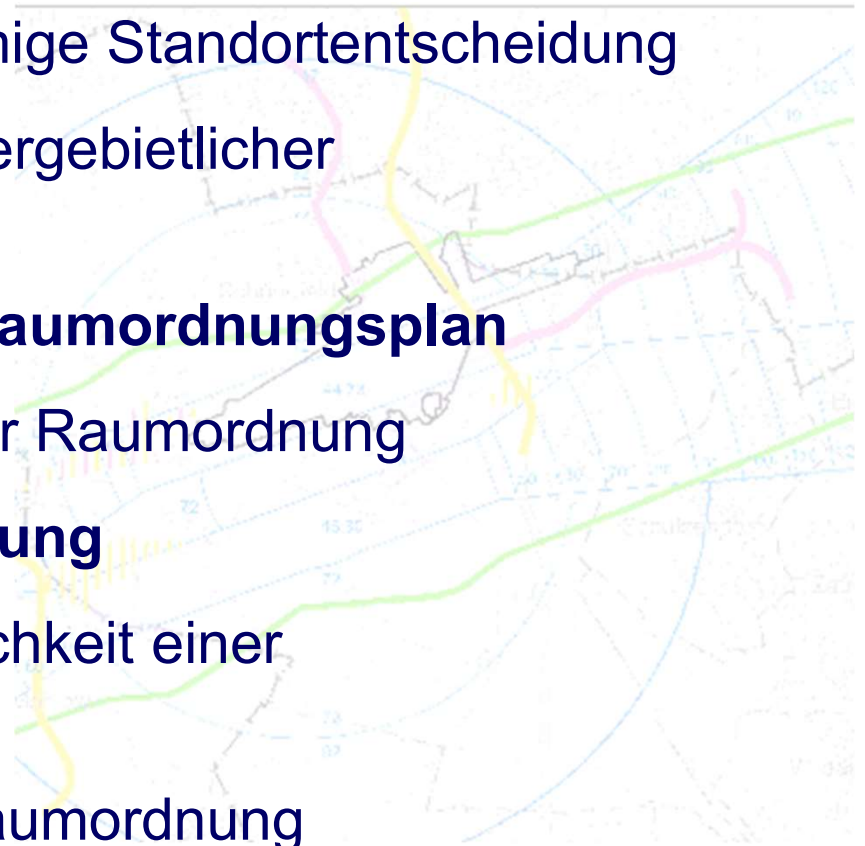 nige Standortentscheidung
ergebietlicher
aumordnungsplan
r Raumordnung
ung
chkeit einer
aumordnung